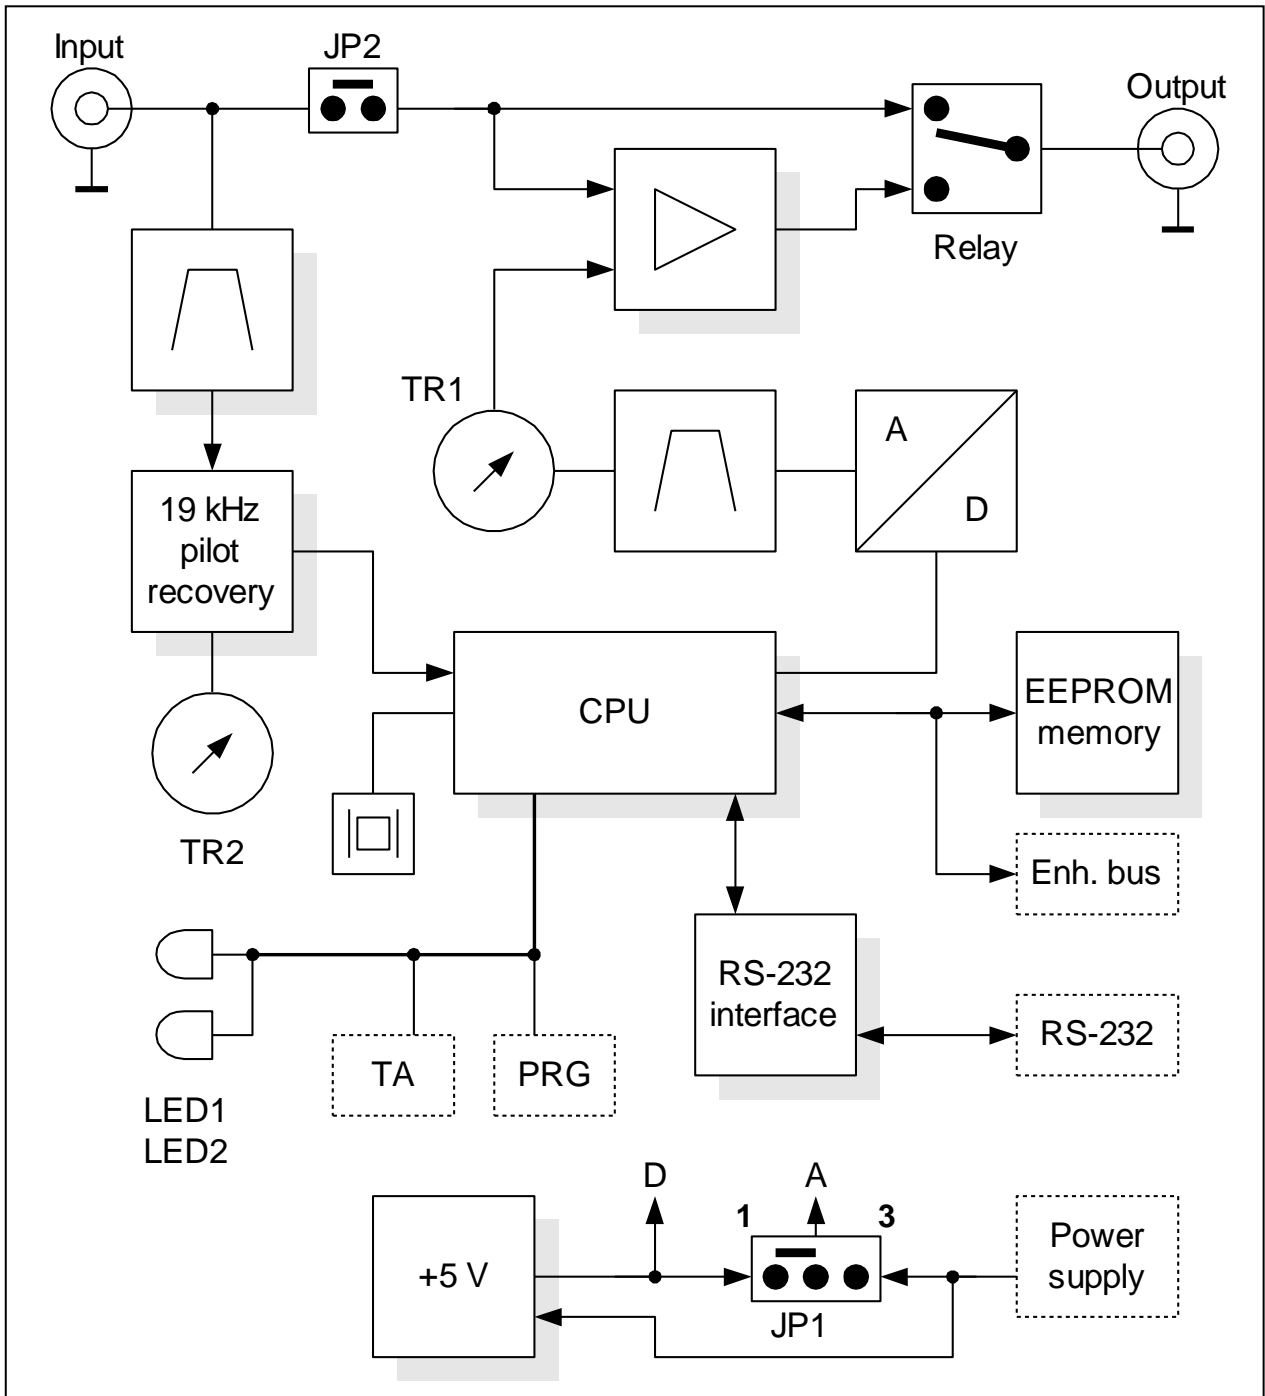 Input
JP2
Output
Relay
TR1
A
D
19 kHz
pilot
recovery
CPU
EEPROM
memory
TR2
Enh. bus
RS-232
interface
RS-232
TA
PRG
LED1
LED2
D
A
1
3
Power
supply
+5 V
JP1